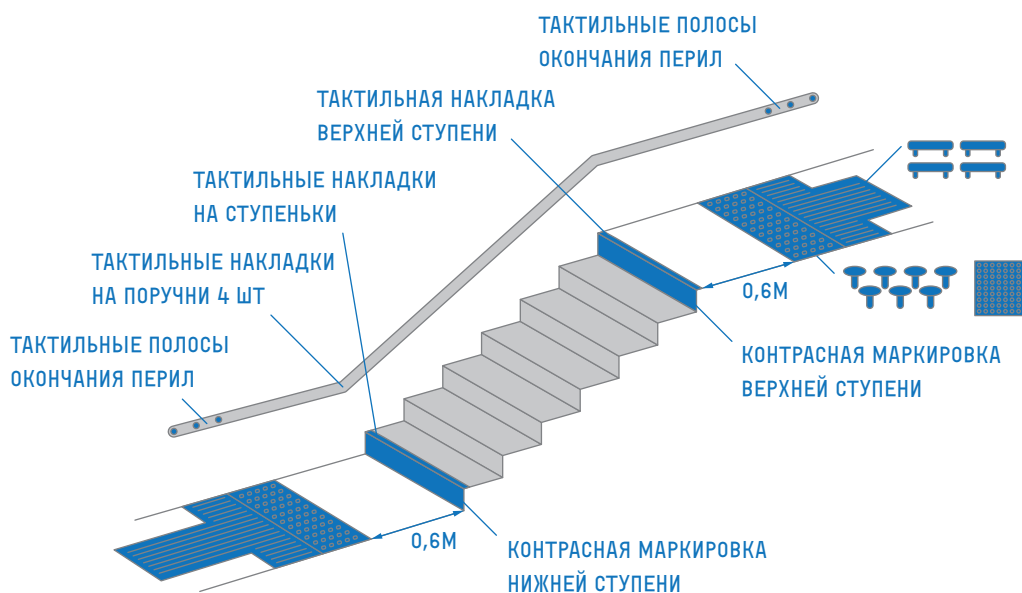 ТАКТИЛЬНЫЕ ПОЛОСЫ
ОКОНЧАНИЯ ПЕРИЛ
ТАКТИЛЬНАЯ НАКЛАДКА
ВЕРХНЕЙ СТУПЕНИ
ТАКТИЛЬНЫЕ НАКЛАДКИ
НА СТУПЕНЬКИ
ТАКТИЛЬНЫЕ НАКЛАДКИ
НА ПОРУЧНИ 4 ШТ
0,6М
ТАКТИЛЬНЫЕ ПОЛОСЫ
ОКОНЧАНИЯ ПЕРИЛ
КОНТРАСНАЯ МАРКИРОВКА
ВЕРХНЕЙ СТУПЕНИ
0,6М
КОНТРАСНАЯ МАРКИРОВКА
НИЖНЕЙ СТУПЕНИ